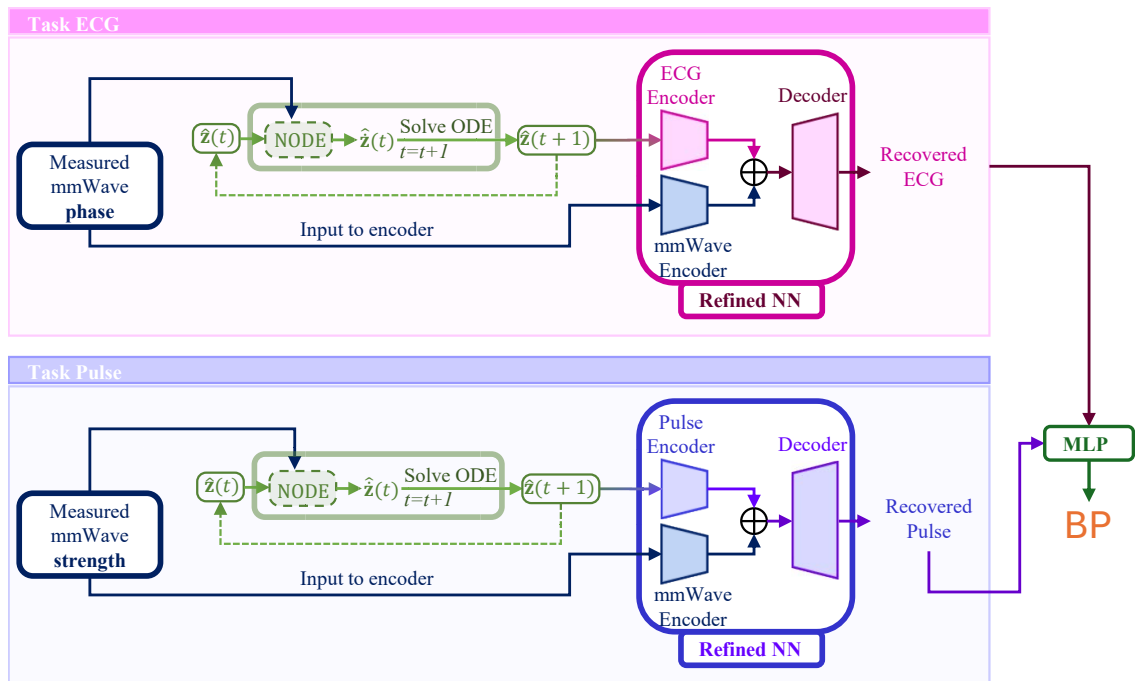 Task ECG
Measured
mmWave
phase
ẑ(t)
NODE
ẑ̇(t)
Solve ODE
t=t+1
ẑ(t + 1)
Input to encoder
ECG
Encoder
mmWave
Encoder
Decoder
Refined NN
Recovered
ECG
Task Pulse
Measured
mmWave
strength
ẑ(t)
NODE
ẑ̇(t)
Solve ODE
t=t+1
ẑ(t + 1)
Input to encoder
Pulse
Encoder
mmWave
Encoder
Decoder
Refined NN
Recovered
Pulse
MLP
BP